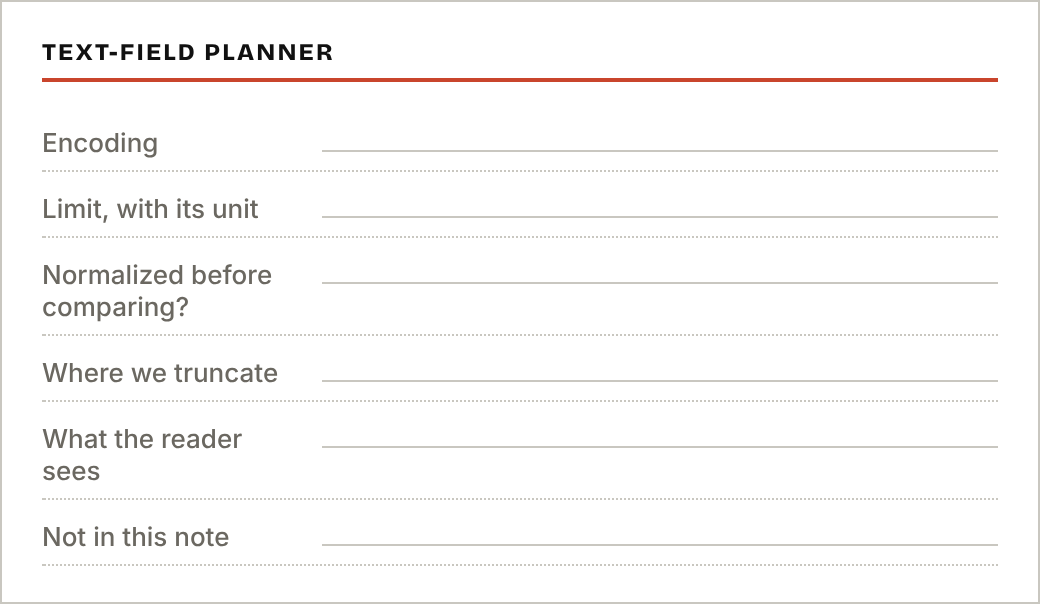 TEXT-FIELD PLANNER
Encoding
Limit, with its unit
Normalized before
comparing?
Where we truncate
What the reader
sees
Not in this note